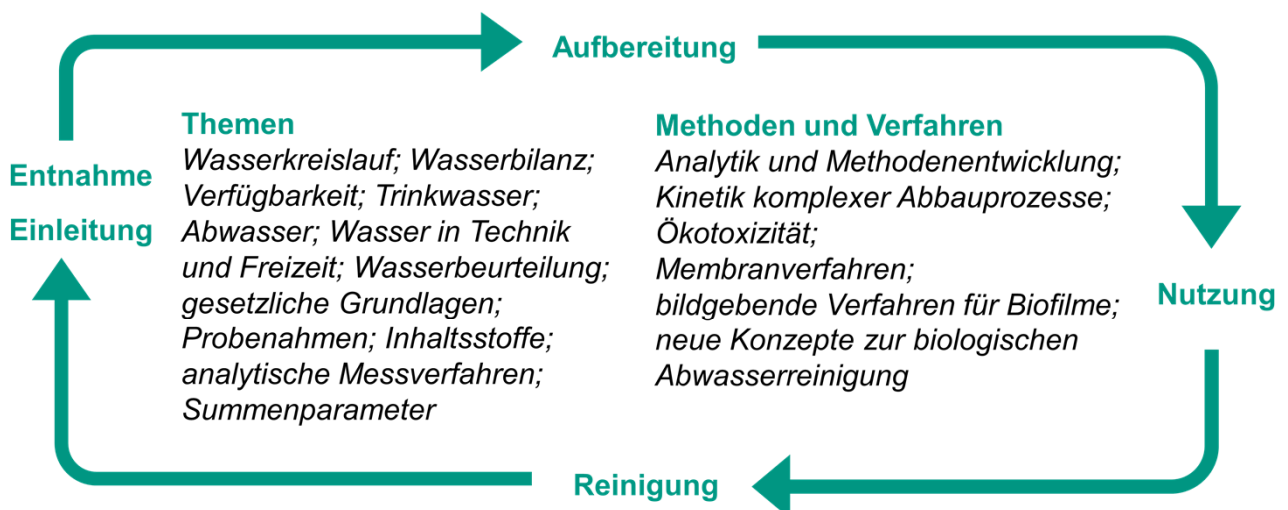 Aufbereitung
Themen
Wasserkreislauf; Wasserbilanz;
Verfügbarkeit; Trinkwasser;
Abwasser; Wasser in Technik
und Freizeit; Wasserbeurteilung;
gesetzliche Grundlagen;
Probenahmen; Inhaltsstoffe;
analytische Messverfahren;
Summenparameter
Methoden und Verfahren
Analytik und Methodenentwicklung;
Kinetik komplexer Abbauprozesse;
Ökotoxizität;
Membranverfahren;
bildgebende Verfahren für Biofilme;
neue Konzepte zur biologischen
Abwasserreinigung
Entnahme
Einleitung
Nutzung
Reinigung